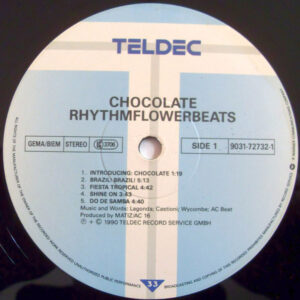 TELDEC
CHOCOLATE
RHYTHMFLOWERBEATS
GEMA/BIEM STEREO SIDE 1 9031-72732-1
1. INTRODUCING: CHOCOLATE 1:19
2. BRAZIL! BRAZIL! 5:13
3. FIESTA TROPICAL 4:42
4. SHINE ON 3:43
5. DO DE SAMBA 4:40
Music and Words: Legonda; Castioni; Wycombe; AC Beat
Produced by MATIZ/AC 16
℗ + © 1990 TELDEC RECORD SERVICE GMBH
33